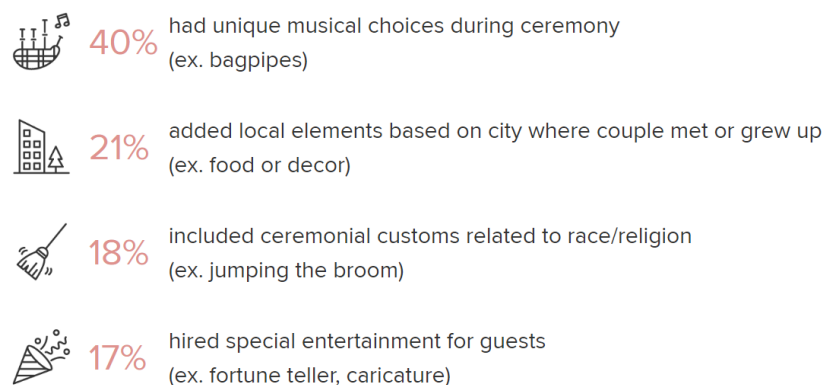 40%
had unique musical choices during ceremony
(ex. bagpipes)
21%
added local elements based on city where couple met or grew up
(ex. food or decor)
18%
included ceremonial customs related to race/religion
(ex. jumping the broom)
17%
hired special entertainment for guests
(ex. fortune teller, caricature)